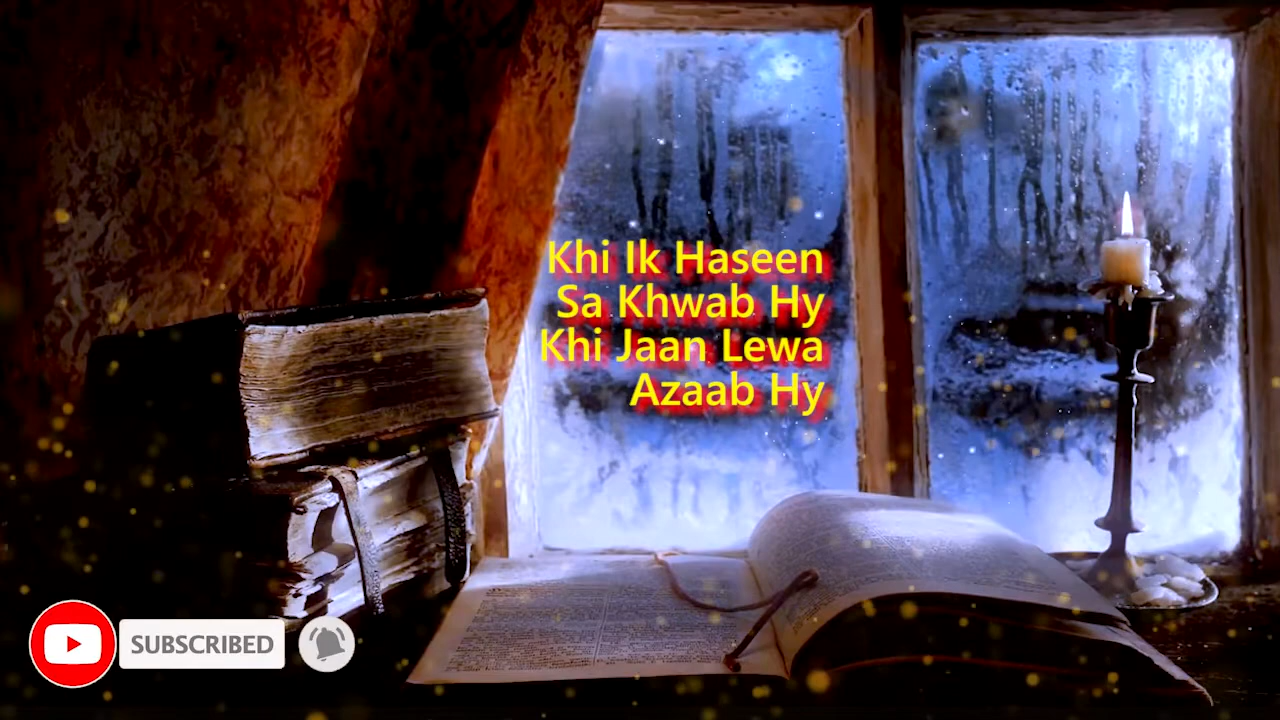 Khi Ik Haseen
Sa Khwab Hy
Khi Jaan Lewa
Azaab Hy
SUBSCRIBED